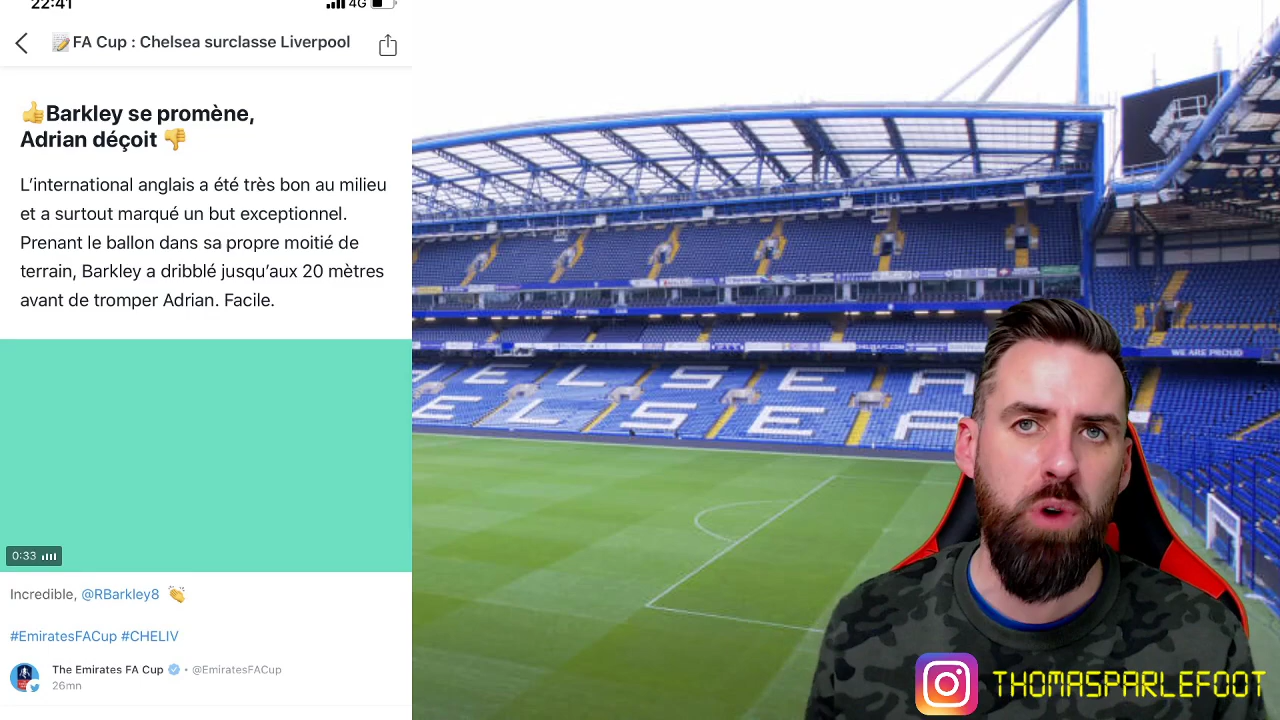 22:41
4G
📝FA Cup : Chelsea surclasse Liverpool
👍Barkley se promène,
Adrian déçoit 👎
L’international anglais a été très bon au milieu
et a surtout marqué un but exceptionnel.
Prenant le ballon dans sa propre moitié de
terrain, Barkley a dribblé jusqu’aux 20 mètres
avant de tromper Adrian. Facile.
0:33
Incredible, @RBarkley8 👏
#EmiratesFACup #CHELIV
The Emirates FA Cup • @EmiratesFACup
26mn
WE ARE PROUD
HELSEA
ELSEA
THOMASPARLEFOOT